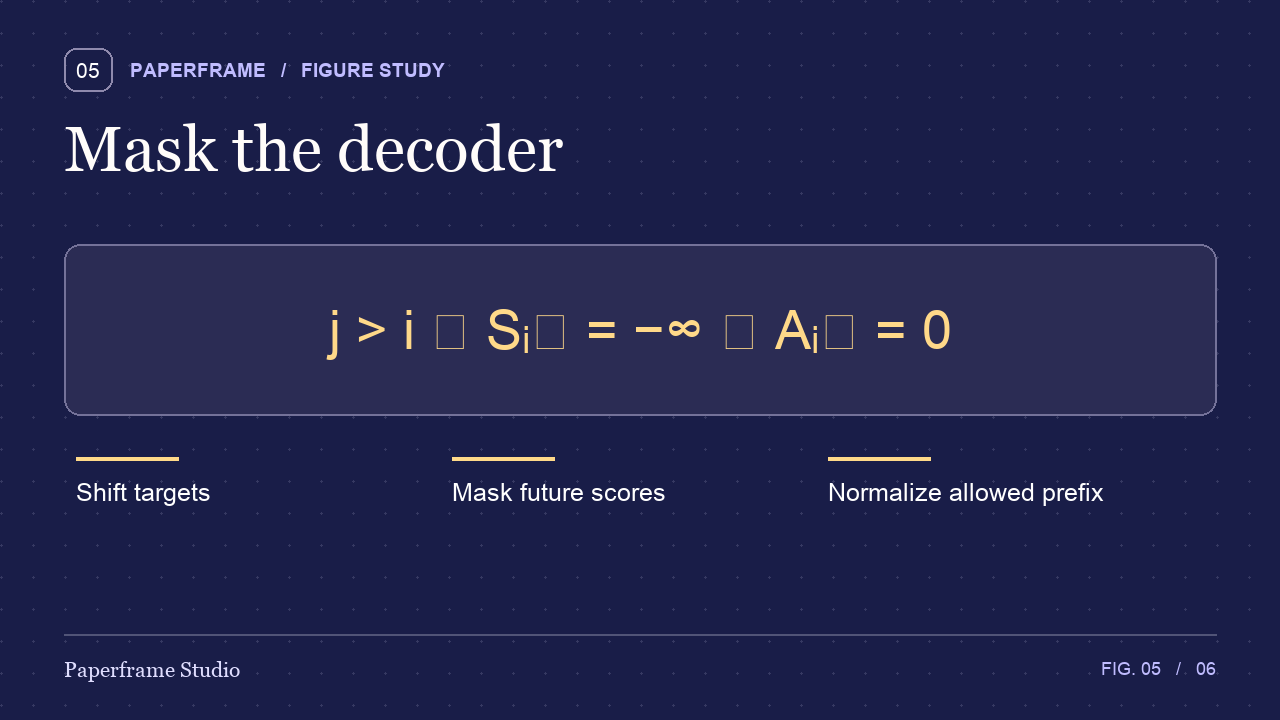 05
PAPERFRAME / FIGURE STUDY
Mask the decoder
j > i □ Sᵢ□ = −∞ □ Aᵢ□ = 0
Shift targets
Mask future scores
Normalize allowed prefix
Paperframe Studio
FIG. 05 / 06